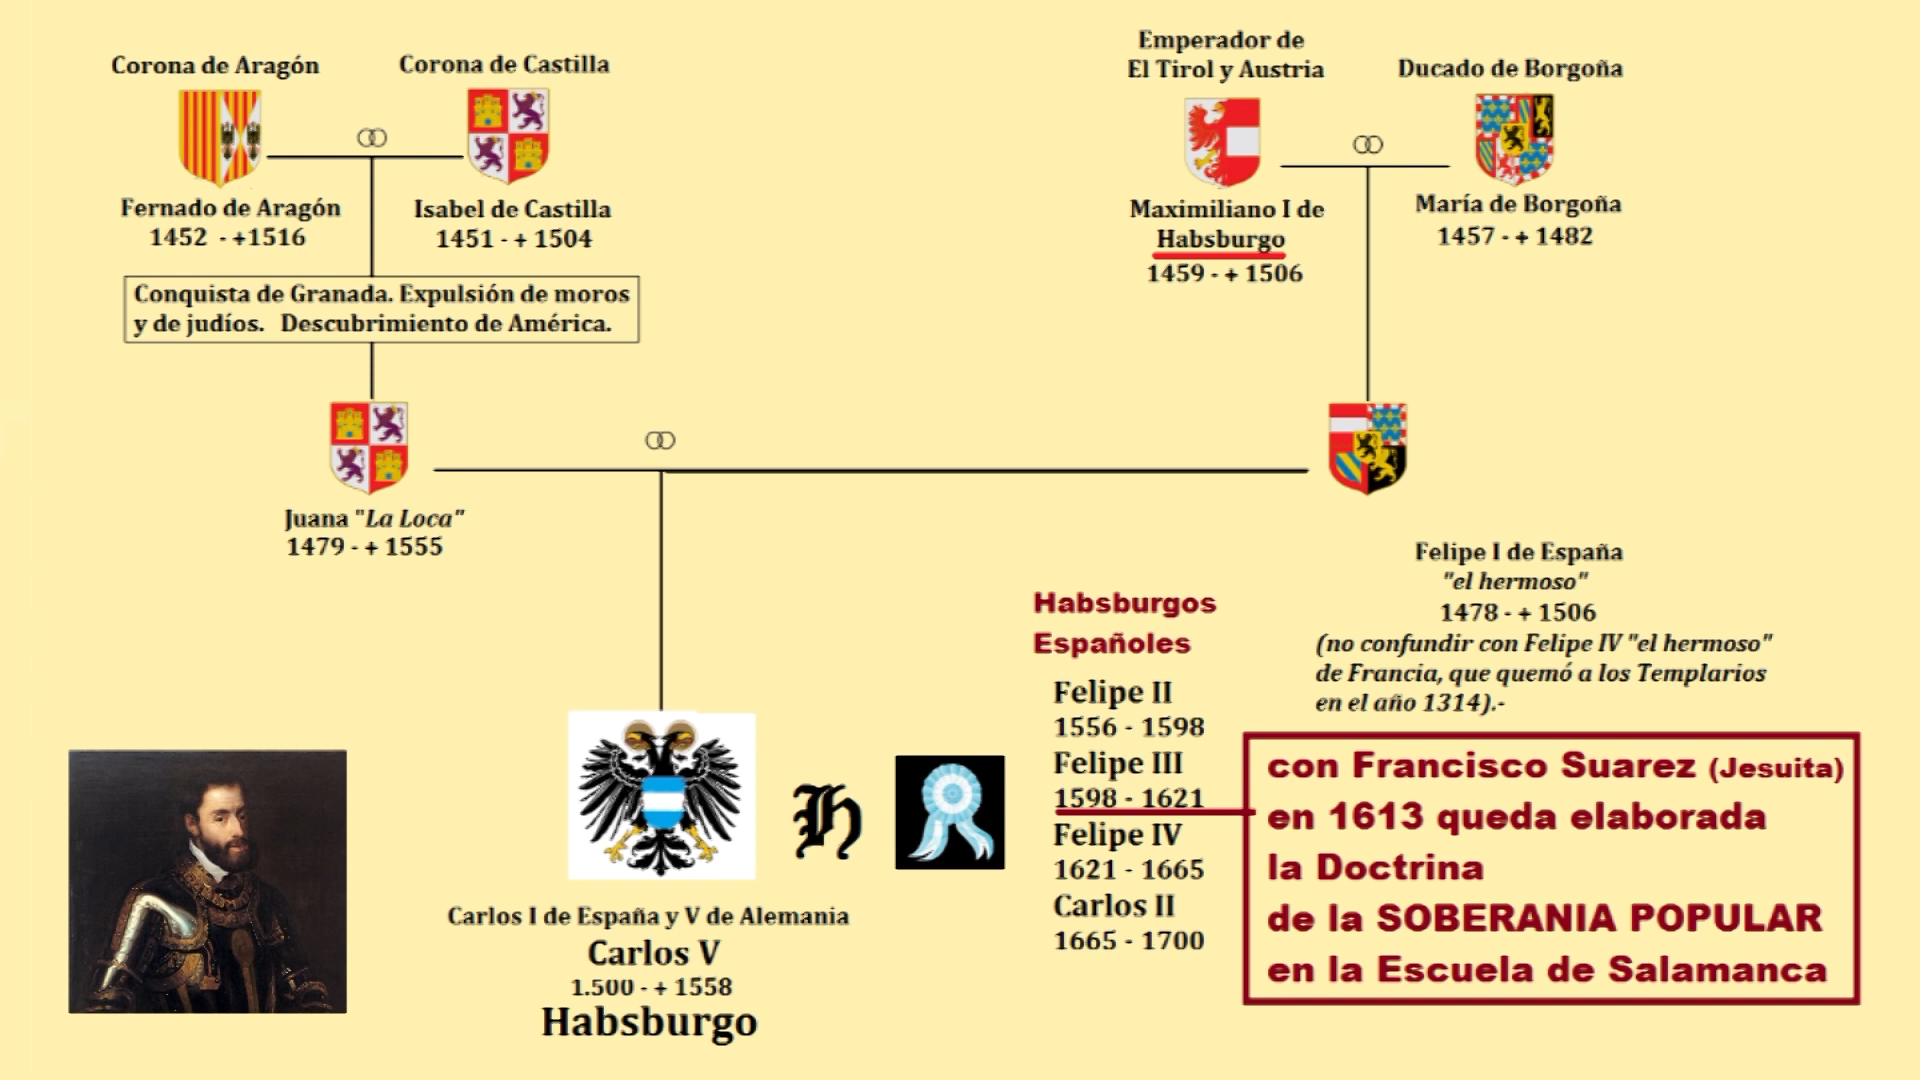 Corona de Aragón
Corona de Castilla
Emperador de
El Tirol y Austria
Ducado de Borgoña
Fernado de Aragón
1452 - +1516
Isabel de Castilla
1451 - + 1504
Maximiliano I de
Habsburgo
1459 - + 1506
María de Borgoña
1457 - + 1482
Conquista de Granada. Expulsión de moros
y de judíos. Descubrimiento de América.
Juana "La Loca"
1479 - + 1555
Felipe I de España
"el hermoso"
1478 - + 1506
(no confundir con Felipe IV "el hermoso"
de Francia, que quemó a los Templarios
en el año 1314).-
Habsburgos
Españoles
Felipe II
1556 - 1598
Felipe III
1598 - 1621
Felipe IV
1621 - 1665
Carlos II
1665 - 1700
con Francisco Suarez (Jesuita)
en 1613 queda elaborada
la Doctrina
de la SOBERANIA POPULAR
en la Escuela de Salamanca
H
Carlos I de España y V de Alemania
Carlos V
1.500 - + 1558
Habsburgo